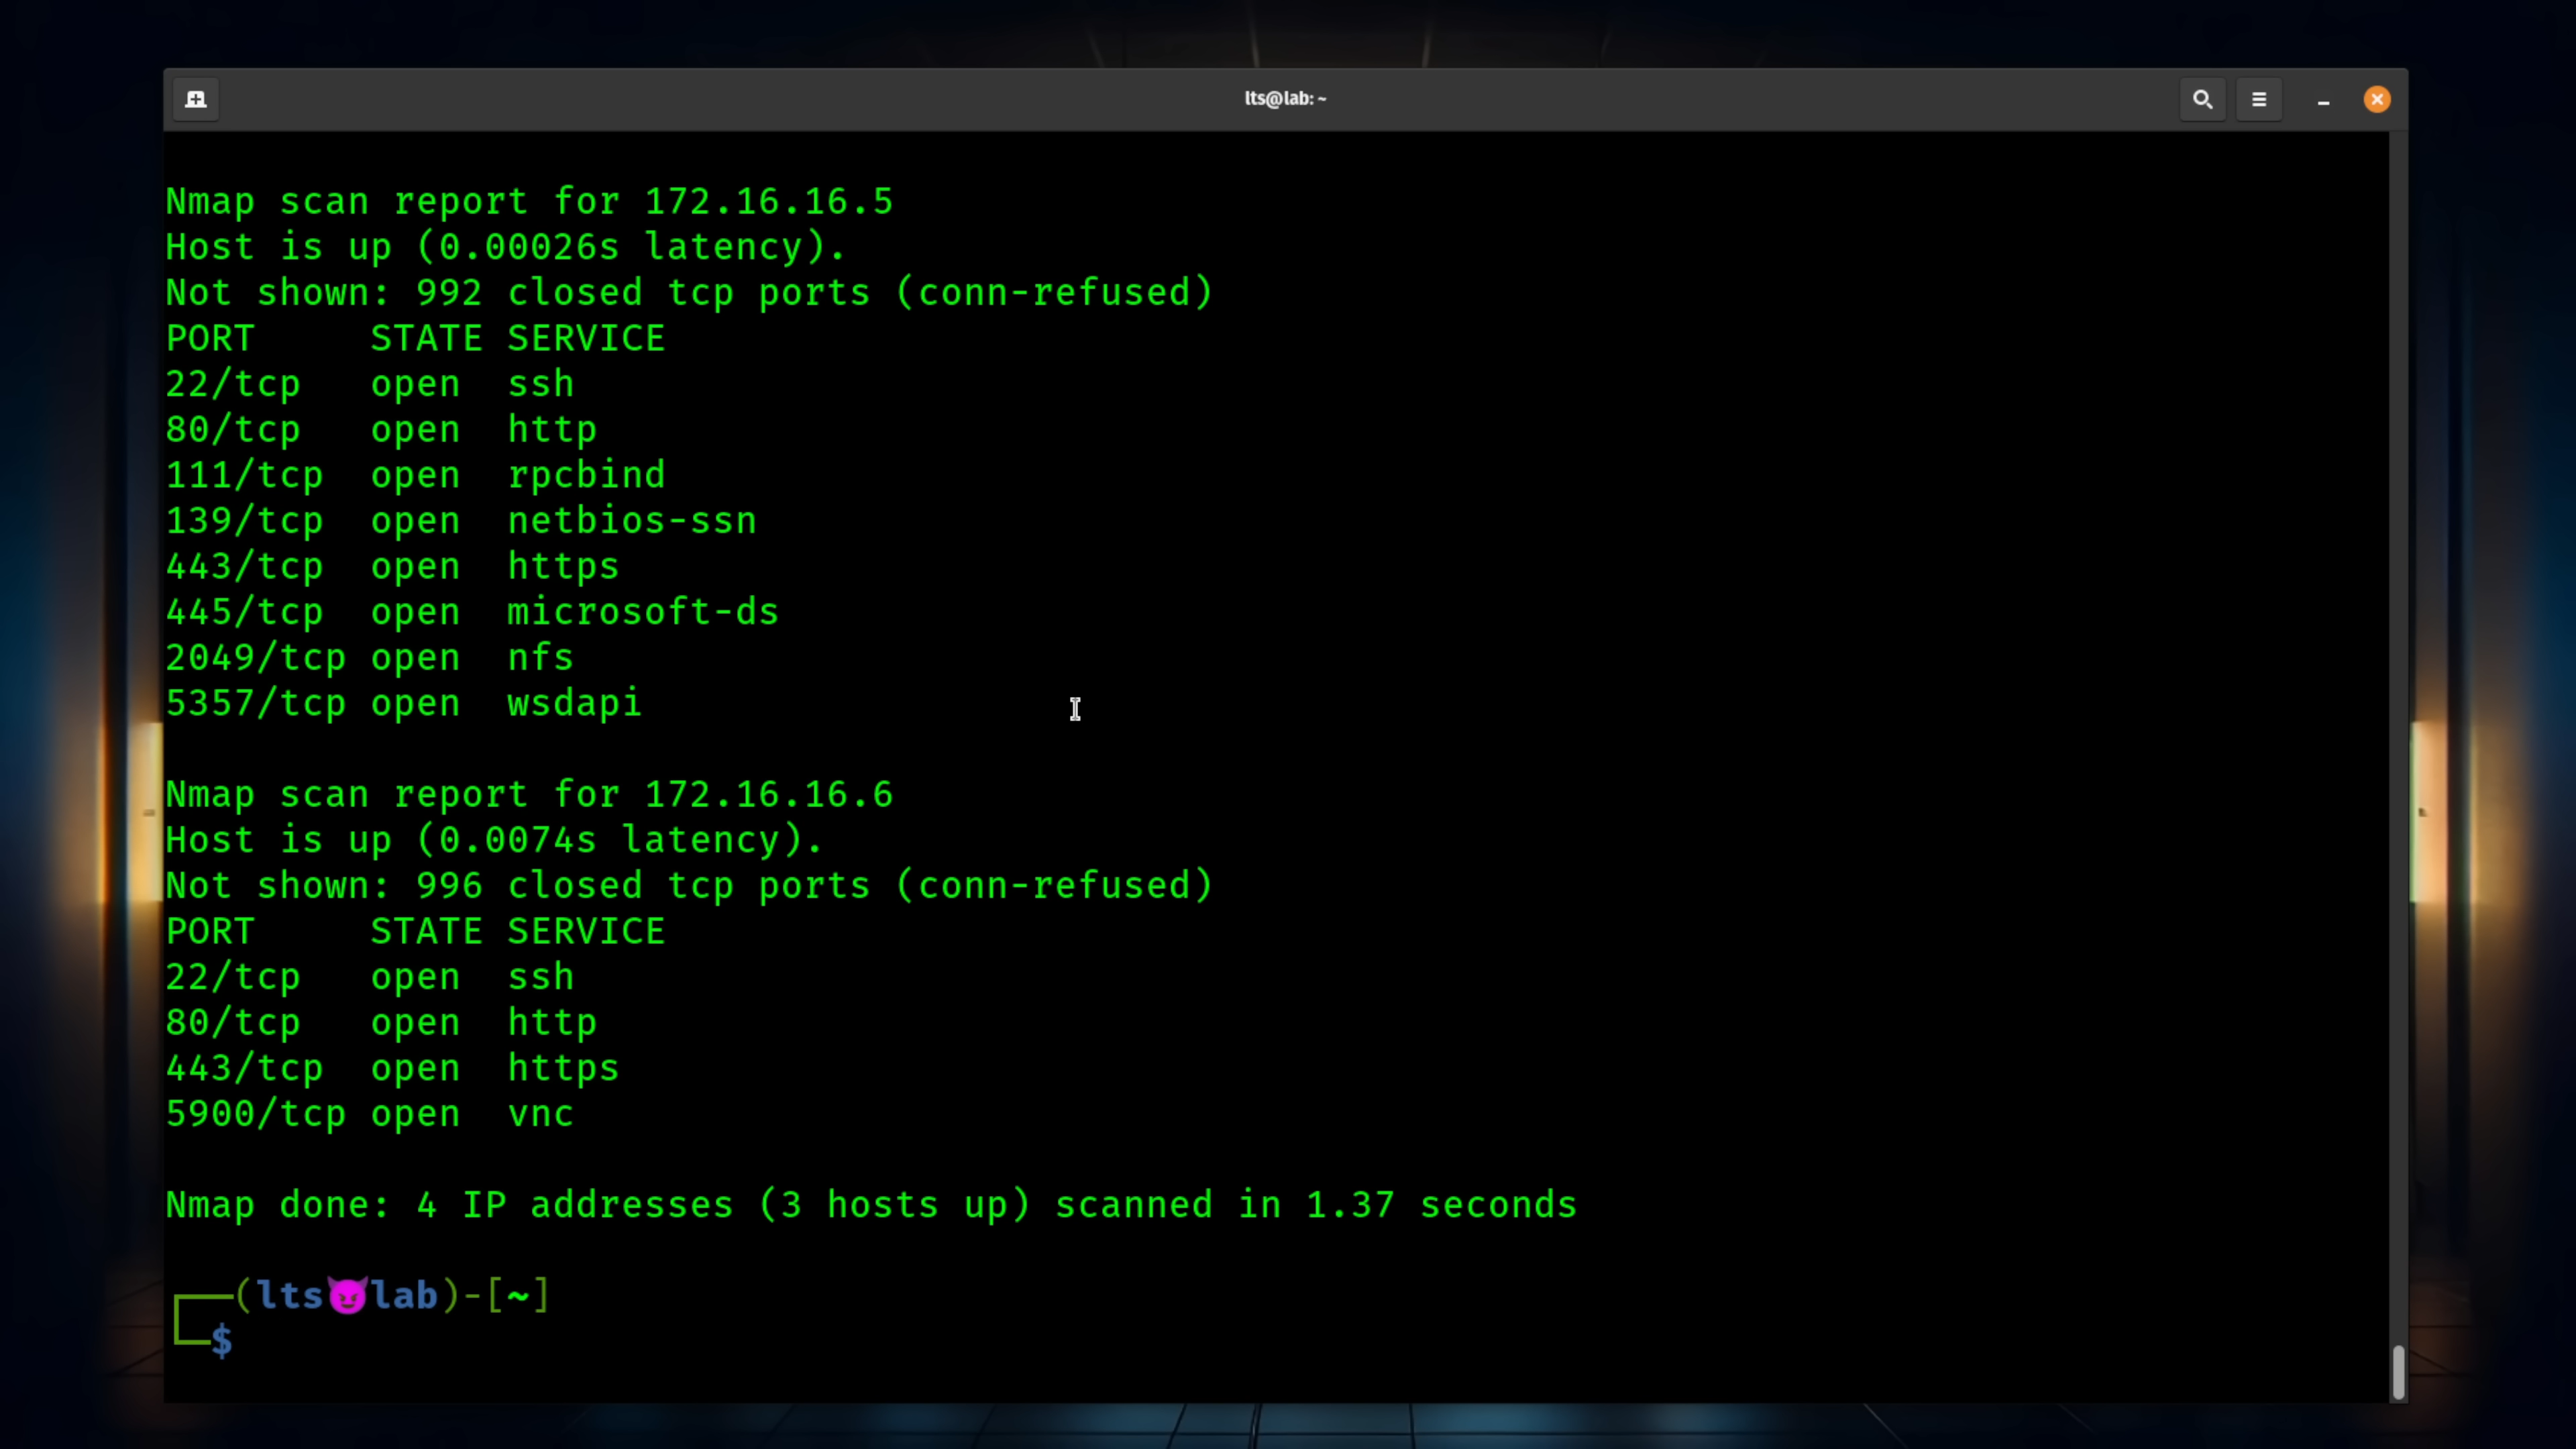 lts@lab: ~
Nmap scan report for 172.16.16.5
Host is up (0.00026s latency).
Not shown: 992 closed tcp ports (conn-refused)
PORT     STATE SERVICE
22/tcp   open  ssh
80/tcp   open  http
111/tcp  open  rpcbind
139/tcp  open  netbios-ssn
443/tcp  open  https
445/tcp  open  microsoft-ds
2049/tcp open  nfs
5357/tcp open  wsdapi
Nmap scan report for 172.16.16.6
Host is up (0.0074s latency).
Not shown: 996 closed tcp ports (conn-refused)
PORT     STATE SERVICE
22/tcp   open  ssh
80/tcp   open  http
443/tcp  open  https
5900/tcp open  vnc
Nmap done: 4 IP addresses (3 hosts up) scanned in 1.37 seconds
┌──(lts😈lab)-[~]
└─$